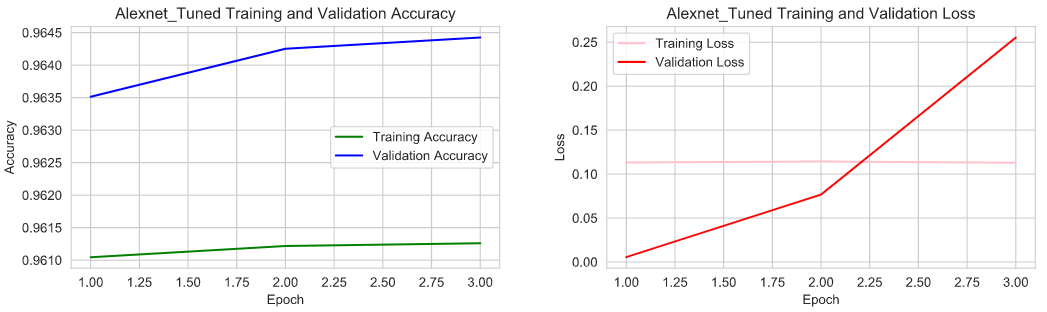 Alexnet_Tuned Training and Validation Accuracy
0.9645
0.9640
0.9635
0.9630
0.9625
0.9620
0.9615
0.9610
Accuracy
Training Accuracy
Validation Accuracy
1.00 1.25 1.50 1.75 2.00 2.25 2.50 2.75 3.00
Epoch
Alexnet_Tuned Training and Validation Loss
0.25
0.20
0.15
0.10
0.05
0.00
Loss
Training Loss
Validation Loss
1.00 1.25 1.50 1.75 2.00 2.25 2.50 2.75 3.00
Epoch